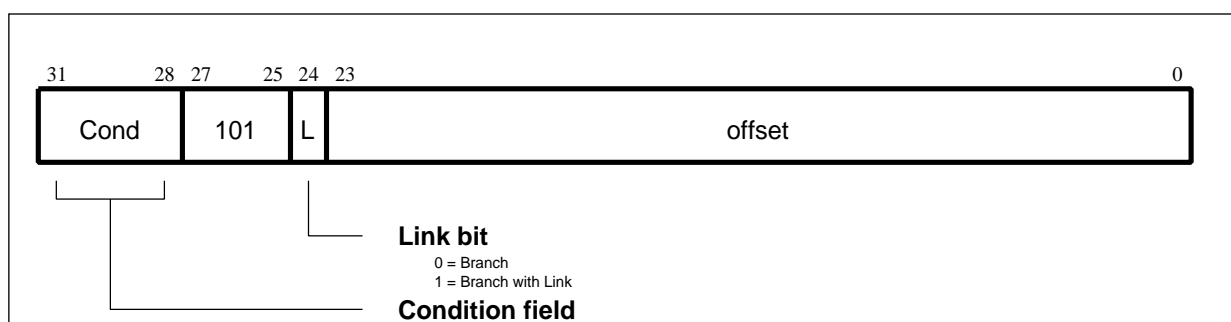 31 28 27 25 24 23 0
Cond 101 L offset
Link bit
0 = Branch
1 = Branch with Link
Condition field